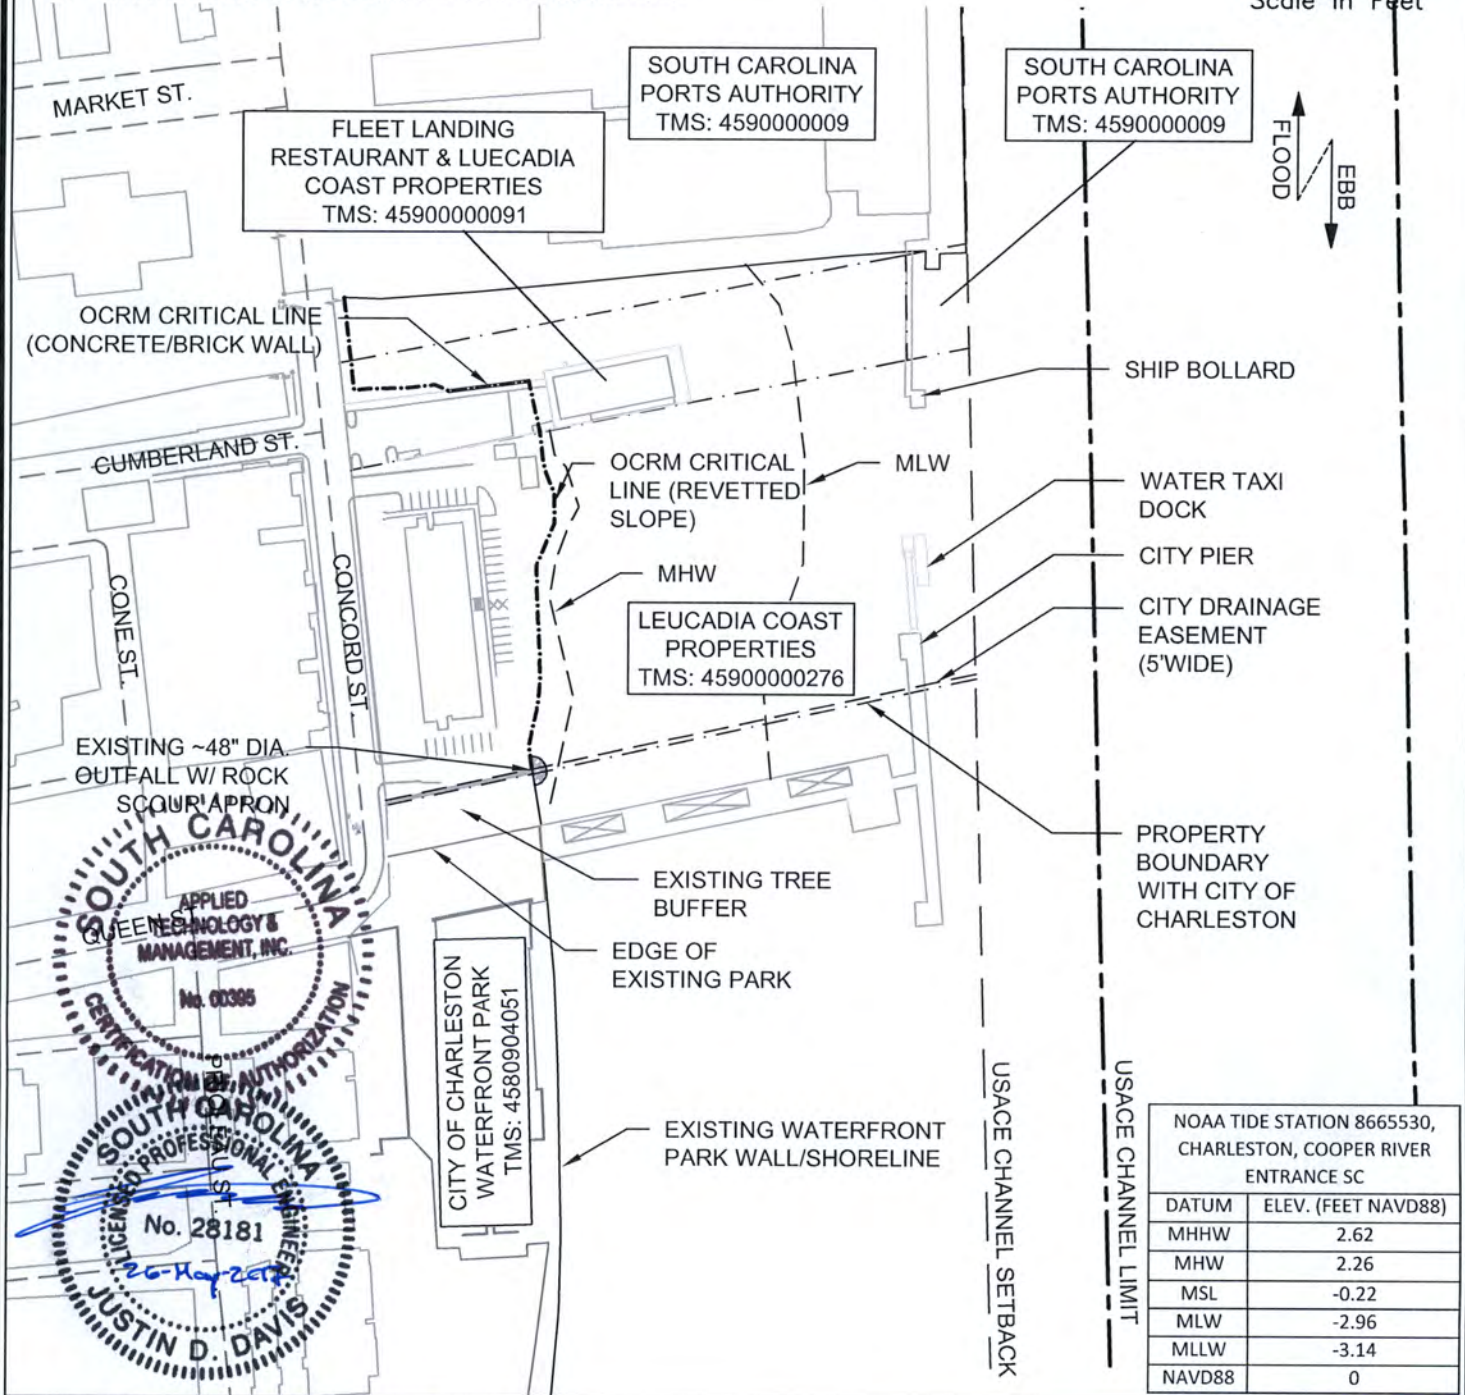 Scale In Feet
MARKET ST.
SOUTH CAROLINA
PORTS AUTHORITY
TMS: 4590000009
SOUTH CAROLINA
PORTS AUTHORITY
TMS: 4590000009
FLOOD
EBB
FLEET LANDING
RESTAURANT & LUECADIA
COAST PROPERTIES
TMS: 45900000091
OCRM CRITICAL LINE
(CONCRETE/BRICK WALL)
SHIP BOLLARD
CUMBERLAND ST.
OCRM CRITICAL
LINE (REVETTED
SLOPE)
MLW
WATER TAXI
DOCK
CITY PIER
MHW
CONE ST.
CONCORD ST.
LEUCADIA COAST
PROPERTIES
TMS: 45900000276
CITY DRAINAGE
EASEMENT
(5'WIDE)
EXISTING ~48" DIA.
OUTFALL W/ ROCK
SCOUR APRON
PROPERTY
BOUNDARY
WITH CITY OF
CHARLESTON
EXISTING TREE
BUFFER
EDGE OF
EXISTING PARK
QUEEN ST.
SOUTH CAROLINA
APPLIED
TECHNOLOGY &
MANAGEMENT, INC.
No. 00395
CERTIFICATION OF AUTHORIZATION
CITY OF CHARLESTON
WATERFRONT PARK
TMS: 4580904051
EXISTING WATERFRONT
PARK WALL/SHORELINE
USACE CHANNEL SETBACK
USACE CHANNEL LIMIT
SOUTH CAROLINA
LICENSED PROFESSIONAL ENGINEER
No. 28181
JUSTIN D. DAVIS
NOAA TIDE STATION 8665530,
CHARLESTON, COOPER RIVER
ENTRANCE SC
DATUM ELEV. (FEET NAVD88)
MHHW 2.62
MHW 2.26
MSL -0.22
MLW -2.96
MLLW -3.14
NAVD88 0